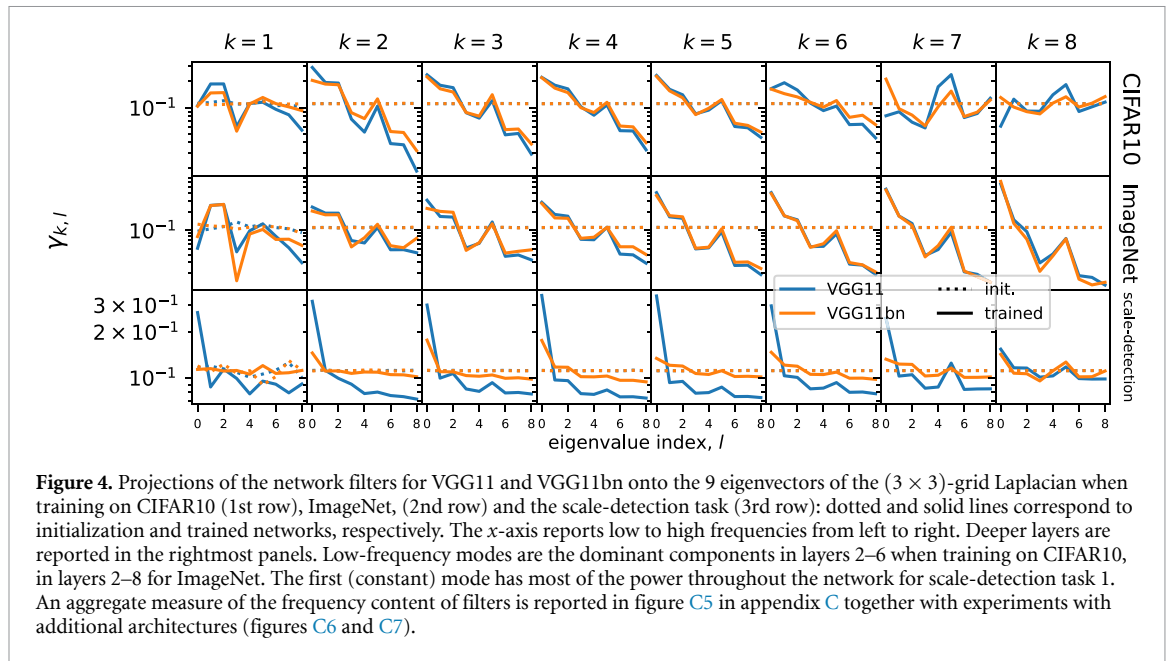 k = 1 k = 2 k = 3 k = 4 k = 5 k = 6 k = 7 k = 8
10⁻¹
CIFAR10
10⁻¹
ImageNet
γk,l
VGG11 init.
VGG11bn trained
3 × 10⁻¹
2 × 10⁻¹
10⁻¹
scale-detection
0 2 4 6 8 0 2 4 6 8 0 2 4 6 8 0 2 4 6 8 0 2 4 6 8 0 2 4 6 8 0 2 4 6 8 0 2 4 6 8
eigenvalue index, l
Figure 4. Projections of the network filters for VGG11 and VGG11bn onto the 9 eigenvectors of the (3 × 3)-grid Laplacian when
training on CIFAR10 (1st row), ImageNet, (2nd row) and the scale-detection task (3rd row): dotted and solid lines correspond to
initialization and trained networks, respectively. The x-axis reports low to high frequencies from left to right. Deeper layers are
reported in the rightmost panels. Low-frequency modes are the dominant components in layers 2–6 when training on CIFAR10,
in layers 2–8 for ImageNet. The first (constant) mode has most of the power throughout the network for scale-detection task 1.
An aggregate measure of the frequency content of filters is reported in figure C5 in appendix C together with experiments with
additional architectures (figures C6 and C7).